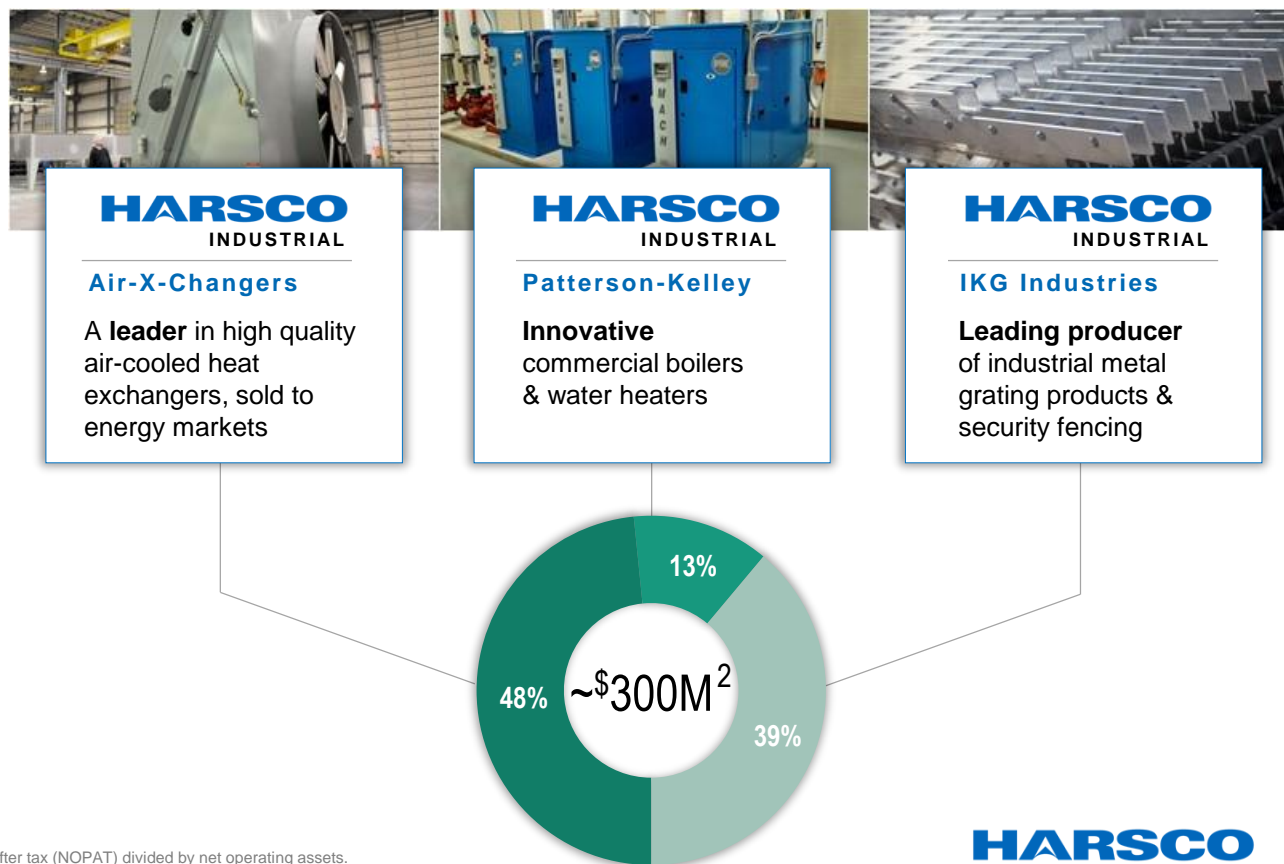 MACH
MACH
HARSCO
INDUSTRIAL
Air-X-Changers
A leader in high quality
air-cooled heat
exchangers, sold to
energy markets
HARSCO
INDUSTRIAL
Patterson-Kelley
Innovative
commercial boilers
& water heaters
HARSCO
INDUSTRIAL
IKG Industries
Leading producer
of industrial metal
grating products &
security fencing
13%
48%
~$300M2
39%
fter tax (NOPAT) divided by net operating assets.
HARSCO